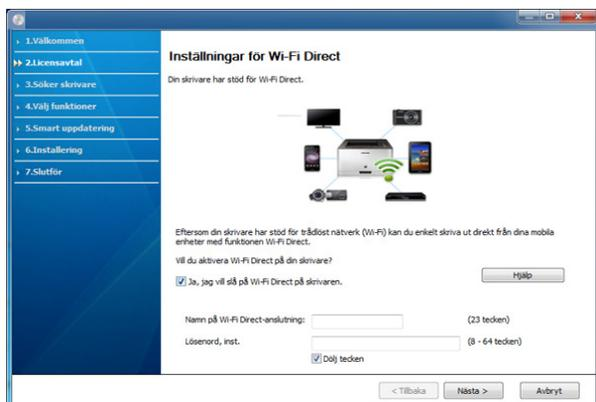 1.Välkommen
2.Licensavtal
3.Söker skrivare
4.Välj funktioner
5.Smart uppdatering
6.Installering
7.Slutför
Inställningar för Wi-Fi Direct
Din skrivare har stöd för Wi-Fi Direct.
Eftersom din skrivare har stöd för trådlöst nätverk (Wi-Fi) kan du enkelt skriva ut direkt från dina mobila
enheter med funktionen Wi-Fi Direct.
Vill du aktivera Wi-Fi Direct på din skrivare?
Ja, jag vill slå på Wi-Fi Direct på skrivaren.
Hjälp
Namn på Wi-Fi Direct-anslutning:
(23 tecken)
Lösenord, inst.
(8 - 64 tecken)
Dölj tecken
< Tillbaka
Nästa >
Avbryt